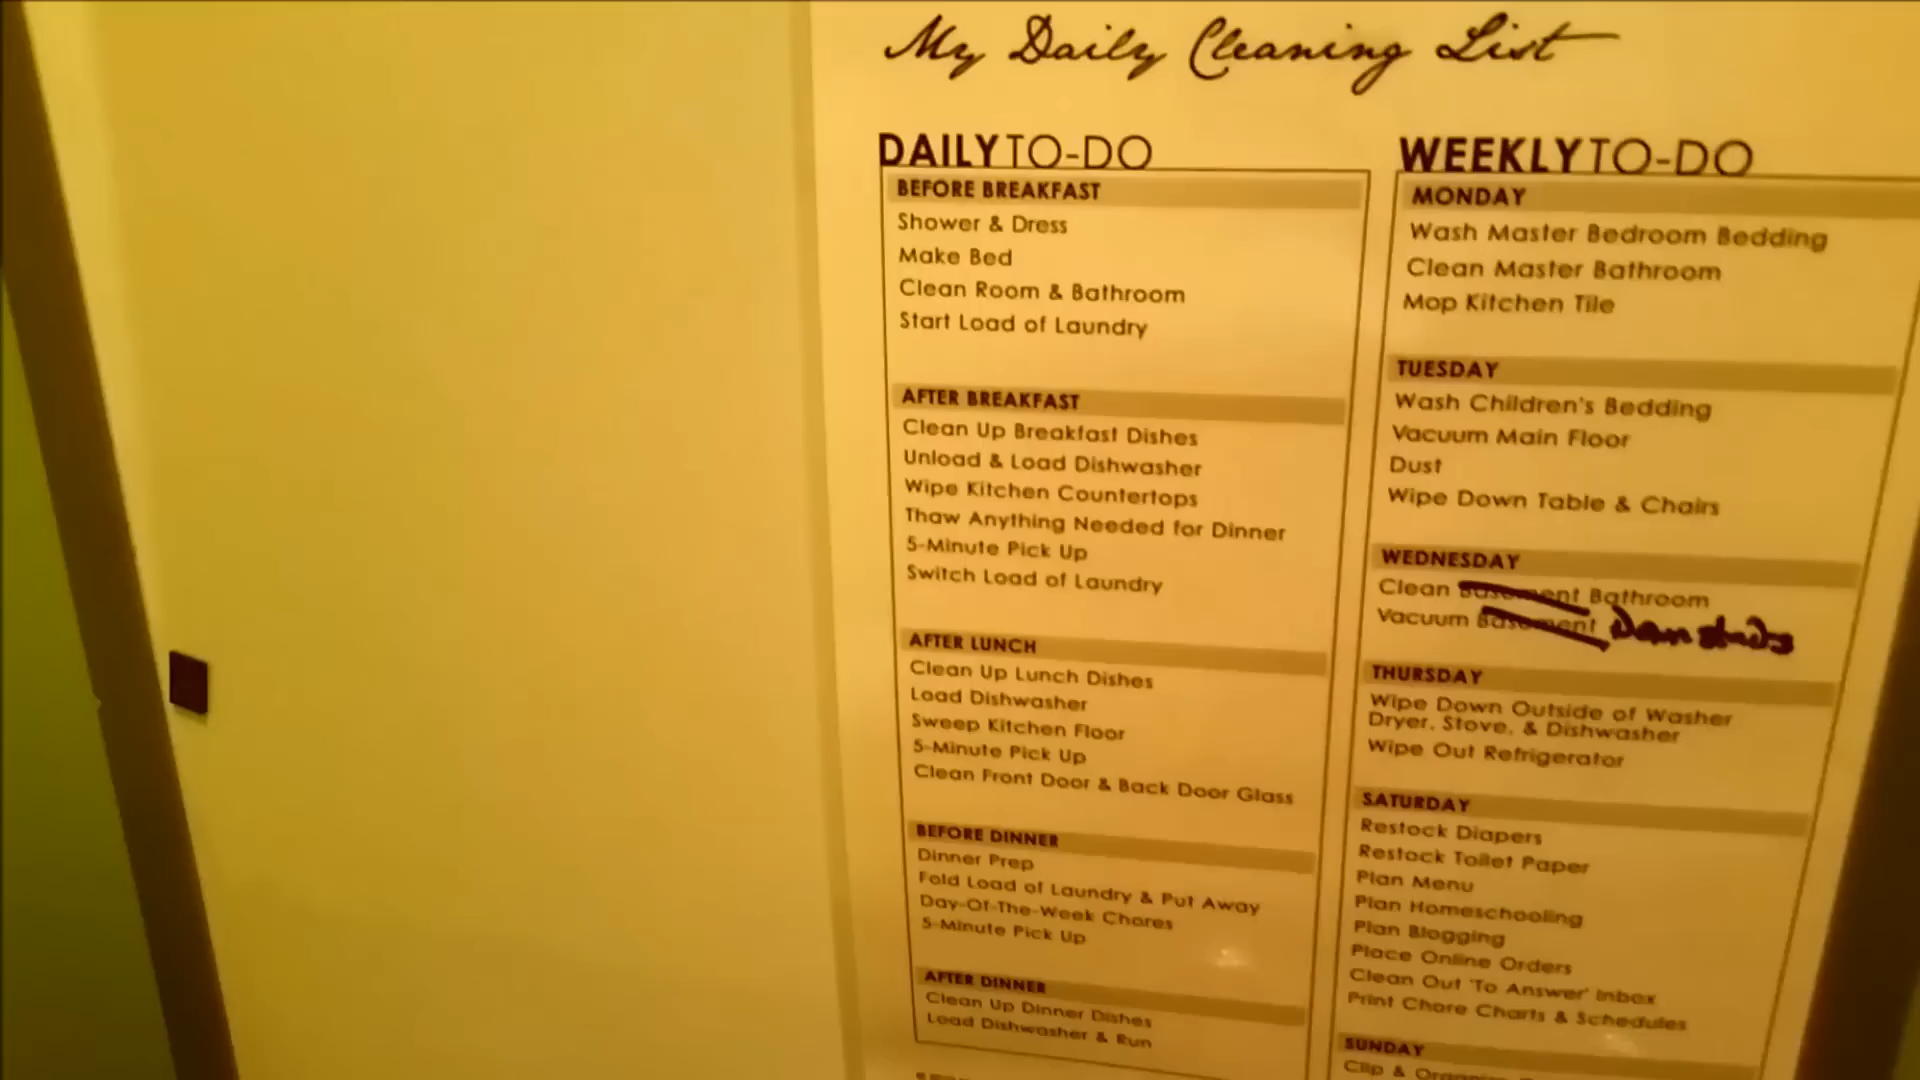 My Daily Cleaning List
DAILY TO-DO
BEFORE BREAKFAST
Shower & Dress
Make Bed
Clean Room & Bathroom
Start Load of Laundry
AFTER BREAKFAST
Clean Up Breakfast Dishes
Unload & Load Dishwasher
Wipe Kitchen Countertops
Thaw Anything Needed for Dinner
5-Minute Pick Up
Switch Load of Laundry
AFTER LUNCH
Clean Up Lunch Dishes
Load Dishwasher
Sweep Kitchen Floor
5-Minute Pick Up
Clean Front Door & Back Door Glass
BEFORE DINNER
Dinner Prep
Fold Load of Laundry & Put Away
Day-Of-The-Week Chores
5-Minute Pick Up
AFTER DINNER
Clean Up Dinner Dishes
Load Dishwasher & Run
WEEKLY TO-DO
MONDAY
Wash Master Bedroom Bedding
Clean Master Bathroom
Mop Kitchen Tile
TUESDAY
Wash Children's Bedding
Vacuum Main Floor
Dust
Wipe Down Table & Chairs
WEDNESDAY
Clean Basement Bathroom
Vacuum Basement
THURSDAY
Wipe Down Outside of Washer
Dryer, Stove, & Dishwasher
Wipe Out Refrigerator
SATURDAY
Restock Diapers
Restock Toilet Paper
Plan Menu
Plan Homeschooling
Plan Blogging
Place Online Orders
Clean Out 'To Answer' Inbox
Print Chore Charts & Schedules
SUNDAY
Clip &